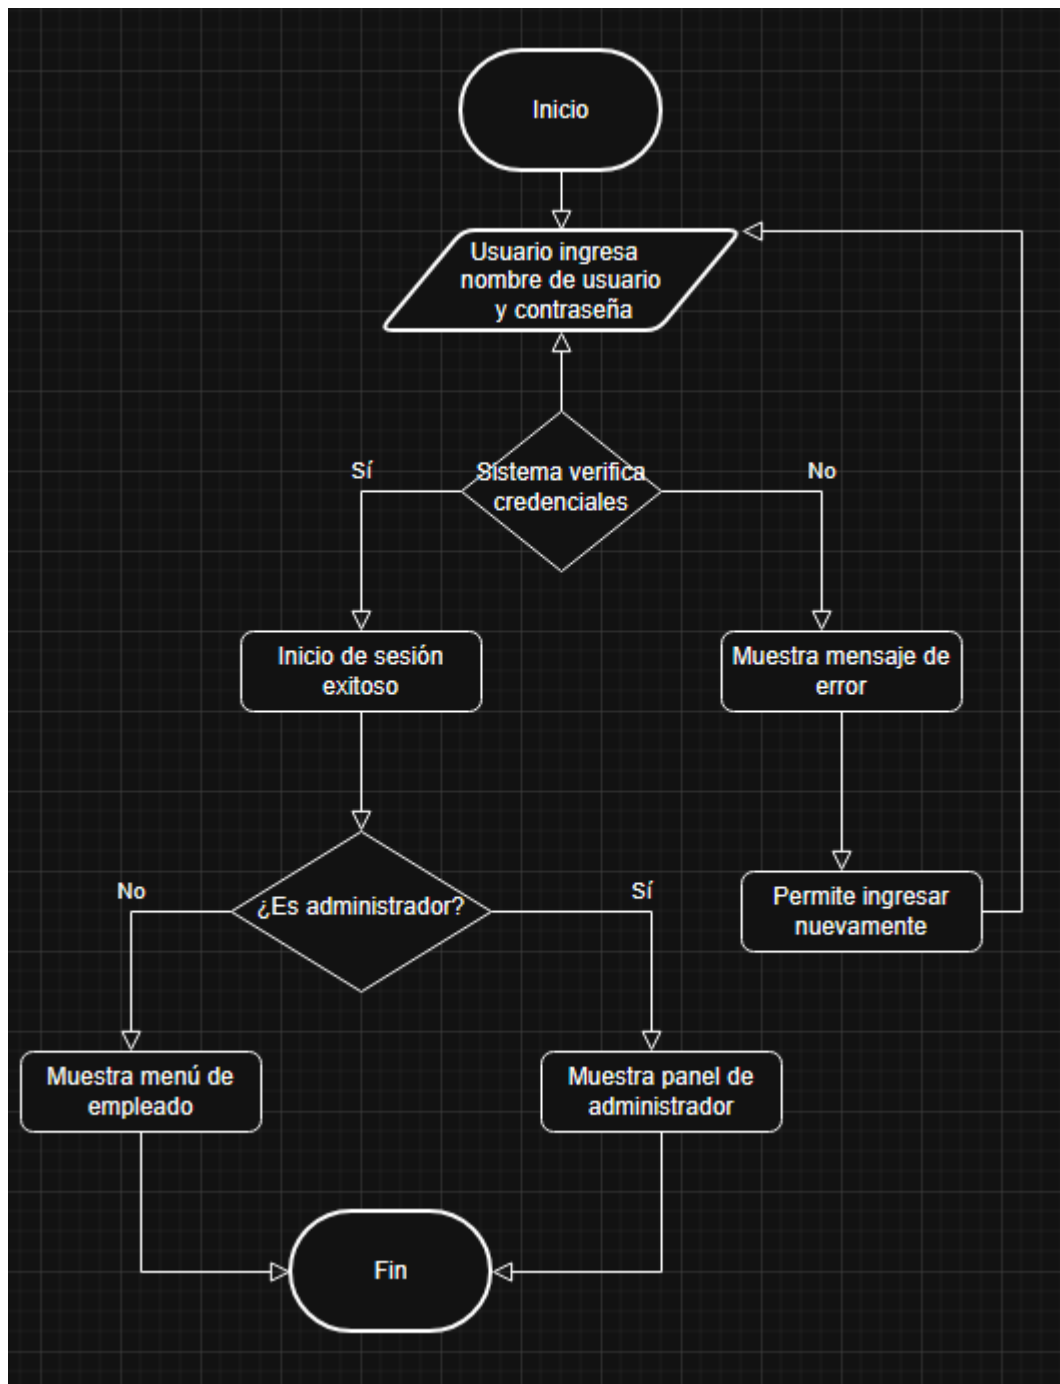 Inicio
Usuario ingresa
nombre de usuario
y contraseña
Sí
Sistema verifica
credenciales
No
Inicio de sesión
exitoso
Muestra mensaje de
error
No
¿Es administrador?
Sí
Permite ingresar
nuevamente
Muestra menú de
empleado
Muestra panel de
administrador
Fin